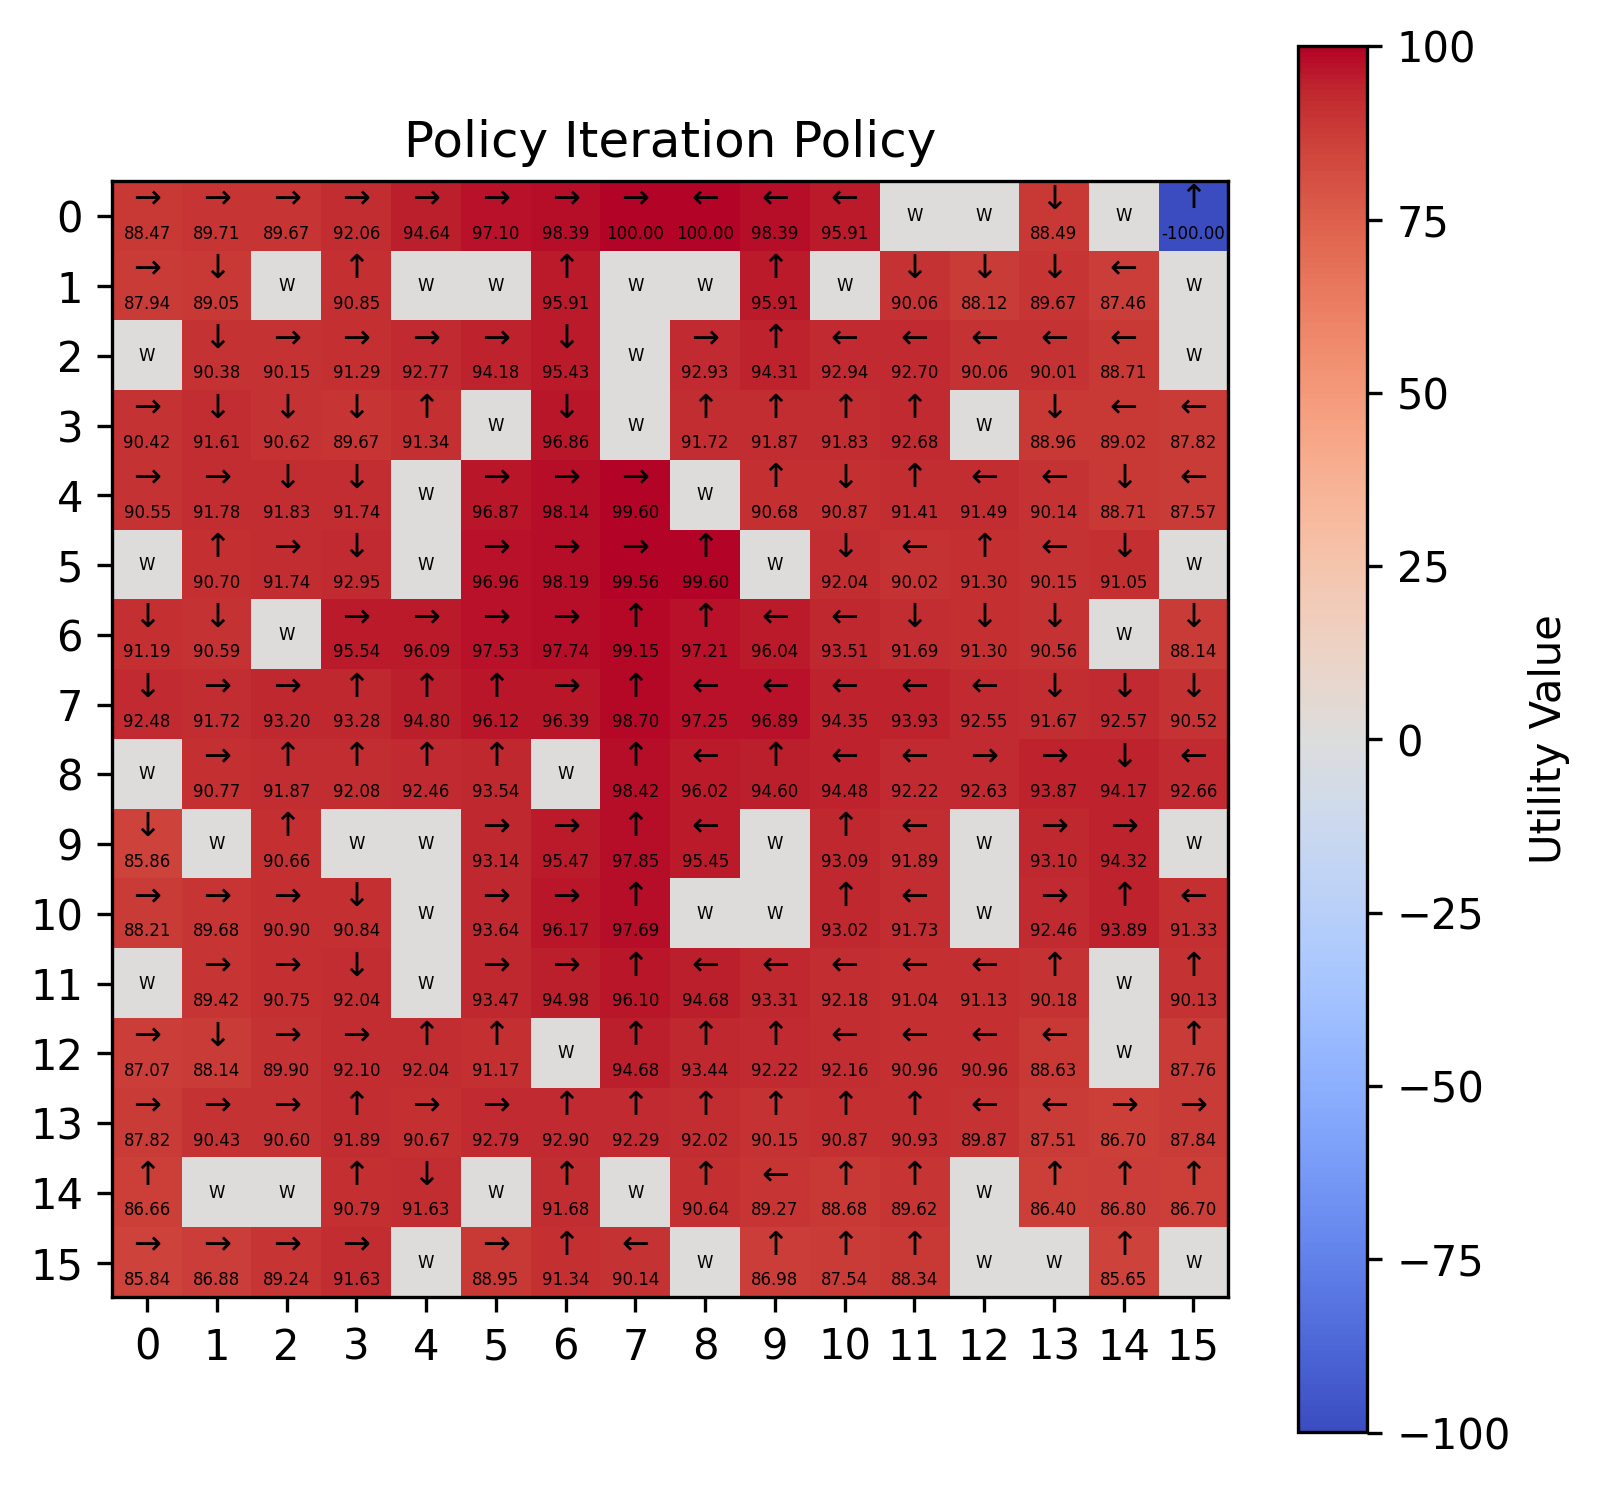 Policy Iteration Policy
0 → → → → → → → → ← ← ← W W ↓ W ↑
88.47 89.71 89.67 92.06 94.64 97.10 98.39 100.00 100.00 98.39 95.91 88.49 -100.00
1 → ↓ W ↑ W W ↑ W W ↑ W ↓ ↓ ↓ ← W
87.94 89.05 90.85 95.91 95.91 90.06 88.12 89.67 87.46
2 W ↓ → → → → ↓ W → ↑ ← ← ← ← ← W
90.38 90.15 91.29 92.77 94.18 95.43 92.93 94.31 92.94 92.70 90.06 90.01 88.71
3 → ↓ ↓ ↓ ↑ W ↓ W ↑ ↑ ↑ ↑ W ↓ ← ←
90.42 91.61 90.62 89.67 91.34 96.86 91.72 91.87 91.83 92.68 88.96 89.02 87.82
4 → → ↓ ↓ W → → → W ↑ ↓ ↑ ← ← ↓ ←
90.55 91.78 91.83 91.74 96.87 98.14 99.60 90.68 90.87 91.41 91.49 90.14 88.71 87.57
5 W ↑ → ↓ W → → → ↑ W ↓ ← ↑ ← ↓ W
90.70 91.74 92.95 96.96 98.19 99.56 99.60 92.04 90.02 91.30 90.15 91.05
6 ↓ ↓ W → → → → ↑ ↑ ← ← ↓ ↓ ↓ W ↓
91.19 90.59 95.54 96.09 97.53 97.74 99.15 97.21 96.04 93.51 91.69 91.30 90.56 88.14
7 ↓ → → ↑ ↑ ↑ → ↑ ← ← ← ← ← ↓ ↓ ↓
92.48 91.72 93.20 93.28 94.80 96.12 96.39 98.70 97.25 96.89 94.35 93.93 92.55 91.67 92.57 90.52
8 W → ↑ ↑ ↑ ↑ W ↑ ← ↑ ← ← → → ↓ ←
90.77 91.87 92.08 92.46 93.54 98.42 96.02 94.60 94.48 92.22 92.63 93.87 94.17 92.66
9 ↓ W ↑ W W → → ↑ ← W ↑ ← W → → W
85.86 90.66 93.14 95.47 97.85 95.45 93.09 91.89 93.10 94.32
10 → → → ↓ W → → ↑ W W ↑ ← W → ↑ ←
88.21 89.68 90.90 90.84 93.64 96.17 97.69 93.02 91.73 92.46 93.89 91.33
11 W → → ↓ W → → ↑ ← ← ← ← ← ↑ W ↑
89.42 90.75 92.04 93.47 94.98 96.10 94.68 93.31 92.18 91.04 91.13 90.18 90.13
12 → ↓ → → ↑ ↑ W ↑ ↑ ↑ ← ← ← ← W ↑
87.07 88.14 89.90 92.10 92.04 91.17 94.68 93.44 92.22 92.16 90.96 90.96 88.63 87.76
13 → → → ↑ → → ↑ ↑ ↑ ↑ ↑ ↑ ← ← → →
87.82 90.43 90.60 91.89 90.67 92.79 92.90 92.29 92.02 90.15 90.87 90.93 89.87 87.51 86.70 87.84
14 ↑ W W ↑ ↓ W ↑ W ↑ ← ↑ ↑ W ↑ ↑ ↑
86.66 90.79 91.63 91.68 90.64 89.27 88.68 89.62 86.40 86.80 86.70
15 → → → → W → ↑ ← W ↑ ↑ ↑ W W ↑ W
85.84 86.88 89.24 91.63 88.95 91.34 90.14 86.98 87.54 88.34 85.65
0 1 2 3 4 5 6 7 8 9 10 11 12 13 14 15
100
75
50
25
0
−25
−50
−75
−100
Utility Value